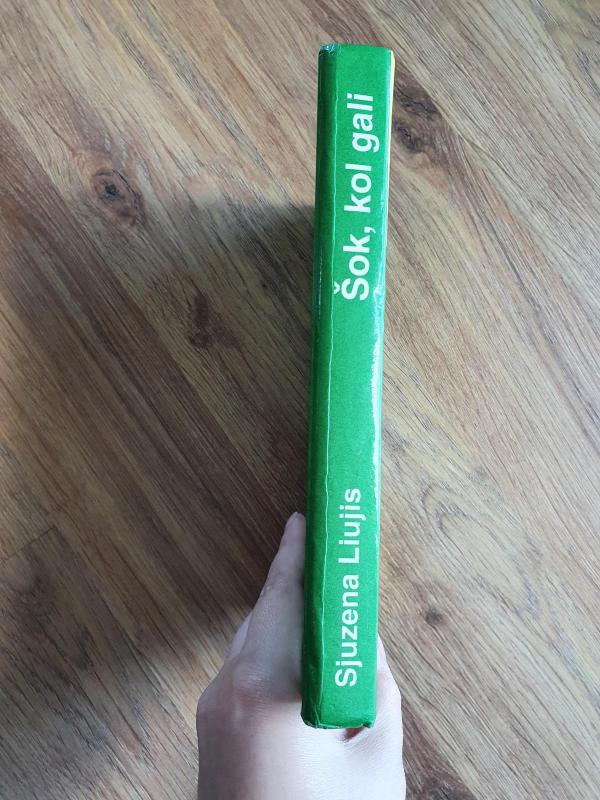 Sjuzena Liujis
Šok, kol gali